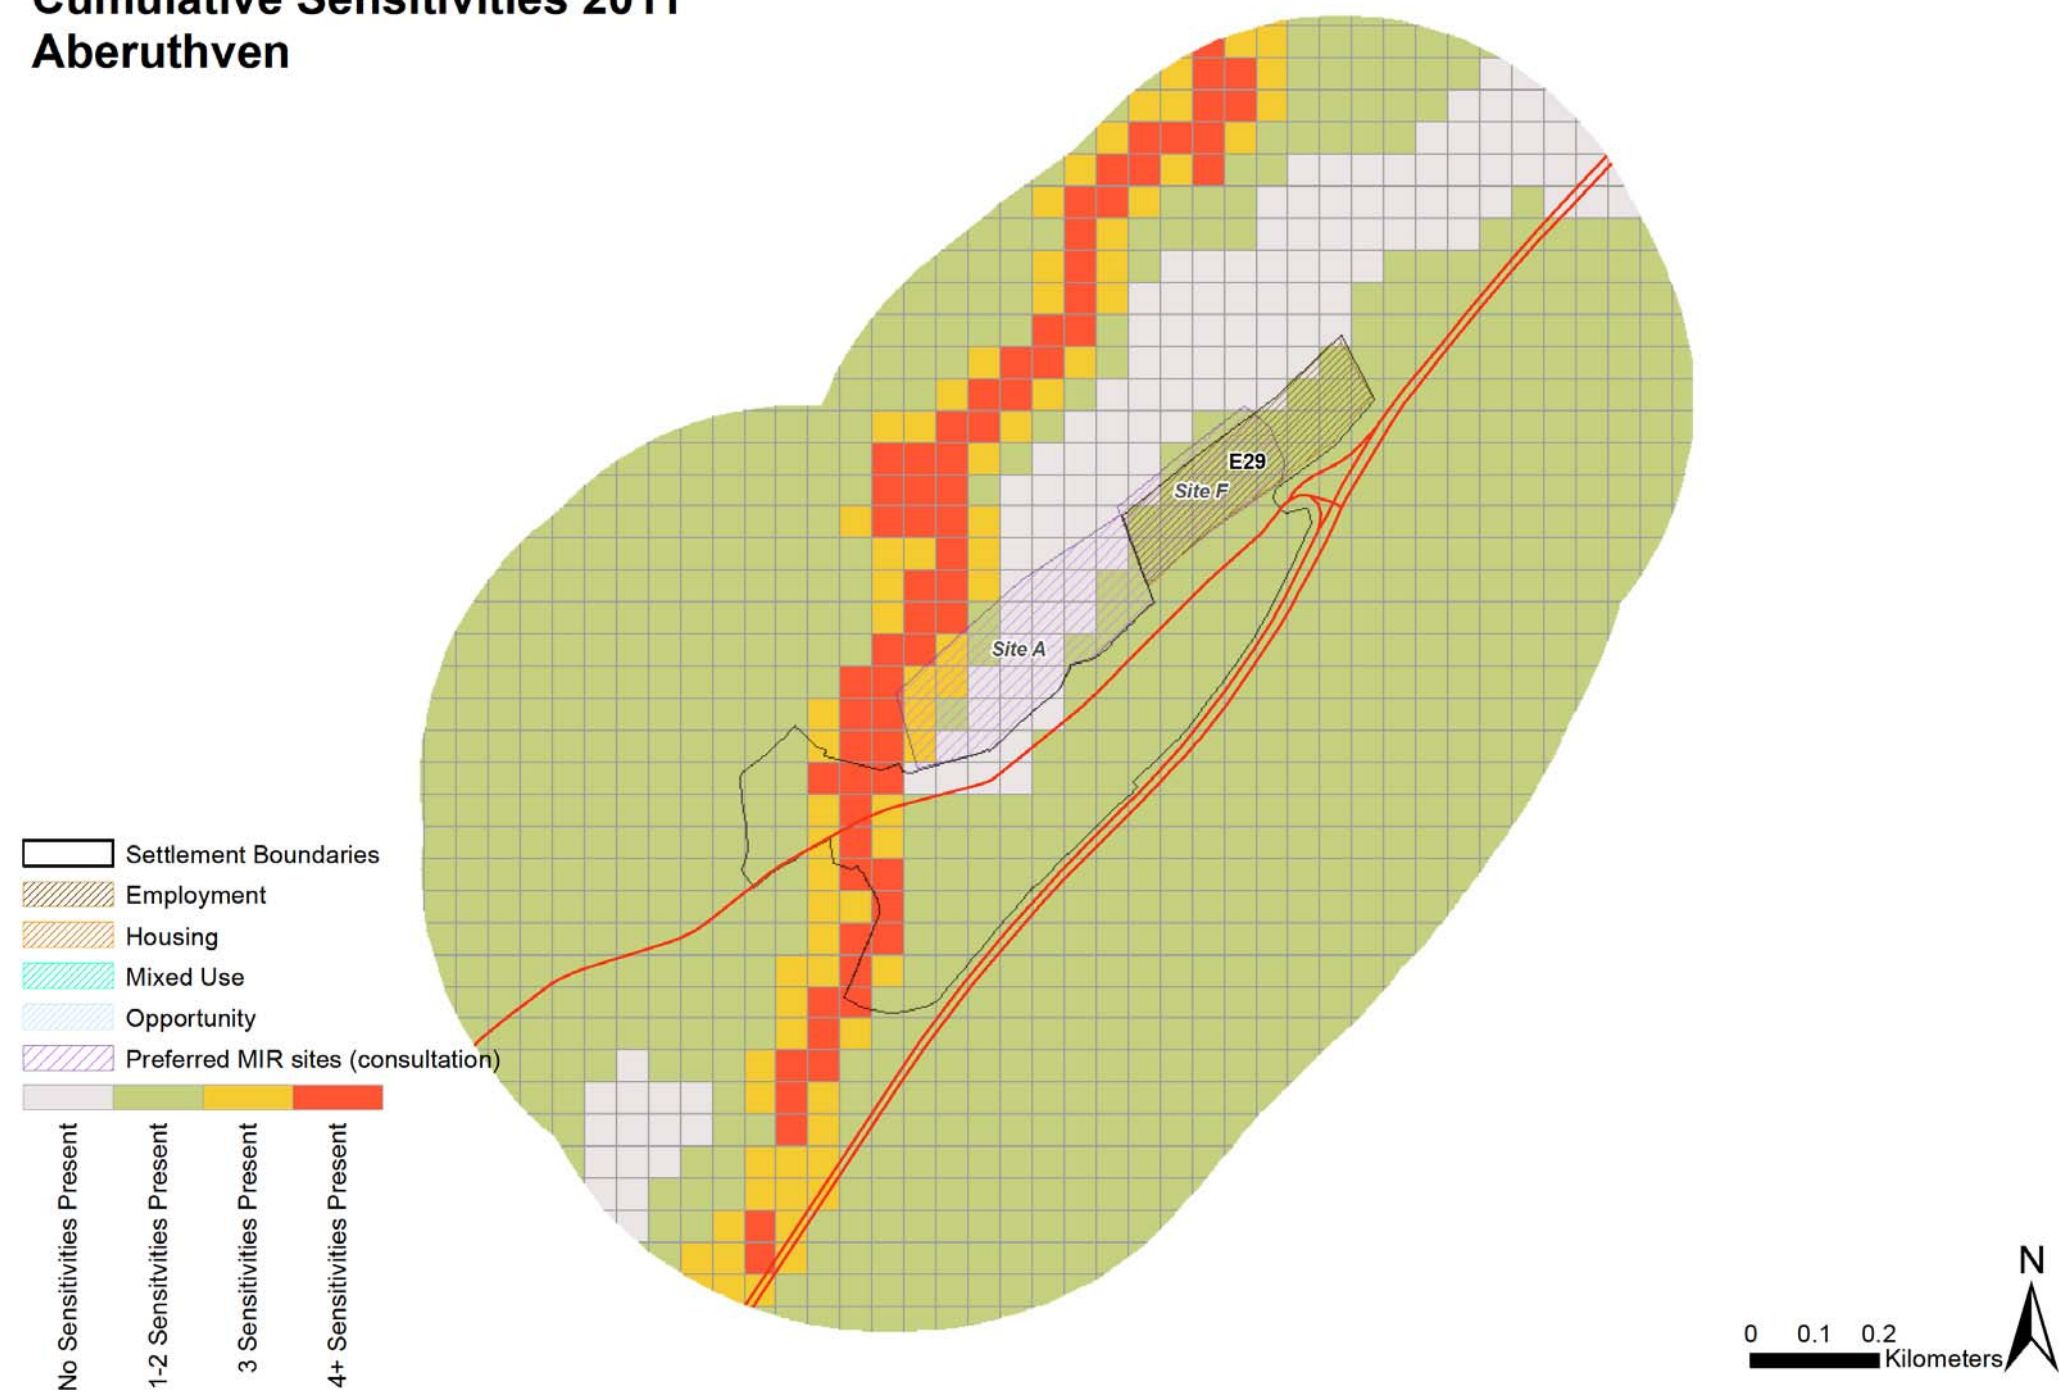 Cumulative Sensitivities 2011
Aberuthven
E29
Site F
Site A
Settlement Boundaries
Employment
Housing
Mixed Use
Opportunity
Preferred MIR sites (consultation)
No Sensitivities Present
1-2 Sensitvities Present
3 Sensitivities Present
4+ Sensitivities Present
N
0 0.1 0.2
Kilometers